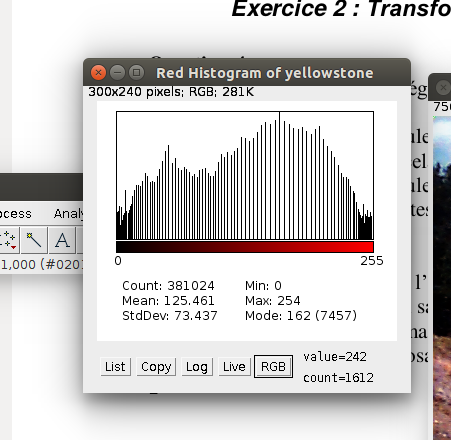 Exercice 2 : Transfo
Red Histogram of yellowstone
300x240 pixels; RGB; 281K
0 255
Count: 381024 Min: 0
Mean: 125.461 Max: 254
StdDev: 73.437 Mode: 162 (7457)
List Copy Log Live RGB
value=242
count=1612
ocess Analy
1,000 (#020
750